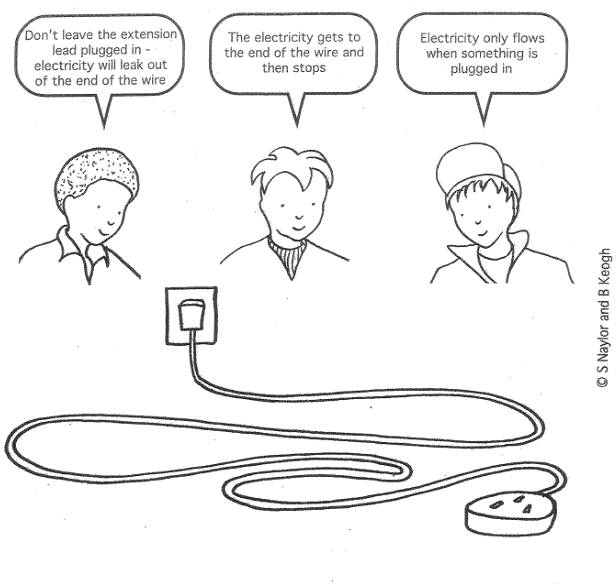 Don't leave the extension
lead plugged in -
electricity will leak out
of the end of the wire
The electricity gets to
the end of the wire and
then stops
Electricity only flows
when something is
plugged in
© S Naylor and B Keogh